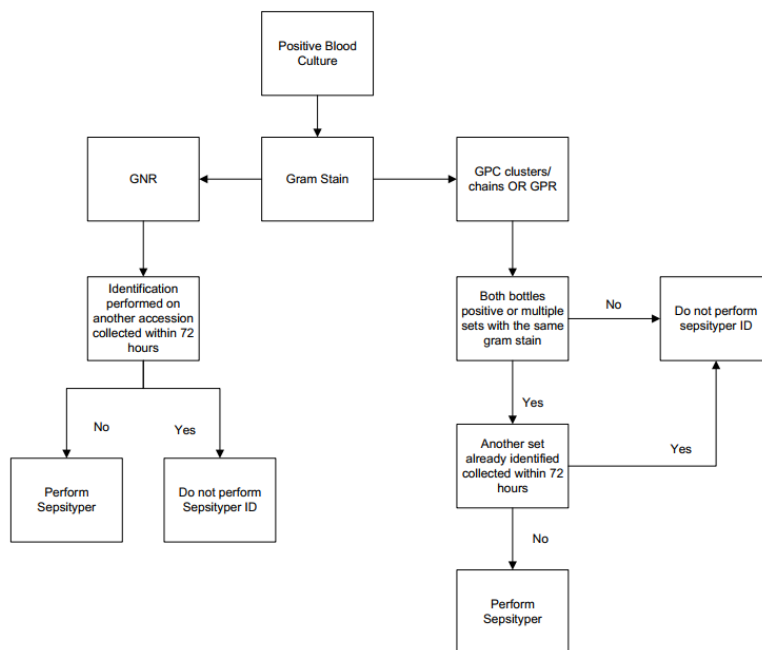 Positive Blood
Culture
GNR
Gram Stain
GPC clusters/
chains OR GPR
Identification
performed on
another accession
collected within 72
hours
Both bottles
positive or multiple
sets with the same
gram stain
No
Do not perform
sepsityper ID
No
Yes
Yes
Another set
already identified
collected within 72
hours
Yes
Perform
Sepsityper
Do not perform
Sepsityper ID
No
Perform
Sepsityper